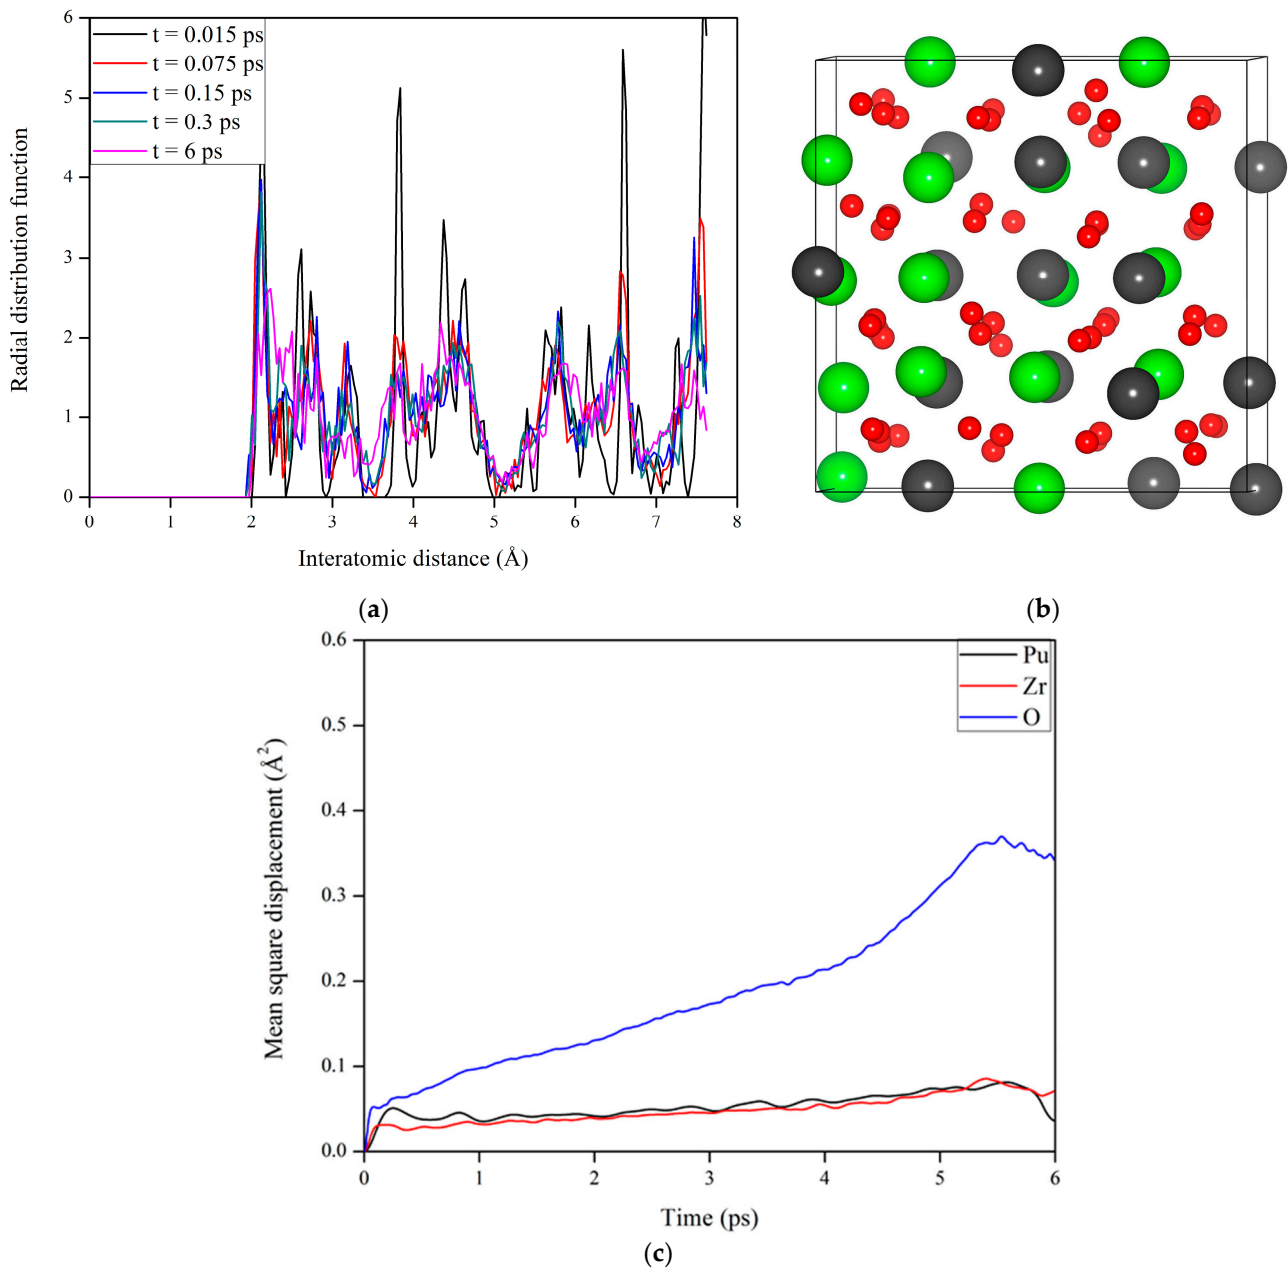 Radial distribution function
6
5
4
3
2
1
0
t = 0.015 ps
t = 0.075 ps
t = 0.15 ps
t = 0.3 ps
t = 6 ps
0 1 2 3 4 5 6 7 8
Interatomic distance (Å)
(a)
(b)
Mean square displacement (Å²)
0.6
0.5
0.4
0.3
0.2
0.1
0.0
Pu
Zr
O
0 1 2 3 4 5 6
Time (ps)
(c)